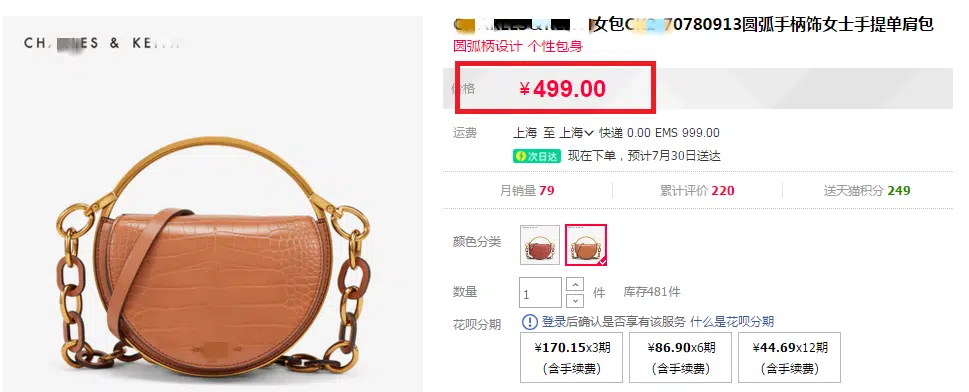 CH
ES & KE
女包CK2-70780913圆弧手柄饰女士手提单肩包
圆弧柄设计 个性包身
价格 ¥499.00
运费 上海 至 上海 快递 0.00 EMS 999.00
次日达 现在下单，预计7月30日送达
月销量 79 累计评价 220 送天猫积分 249
颜色分类
数量 1 件 库存481件
花呗分期 登录后确认是否享有该服务 什么是花呗分期
¥170.15x3期 ¥86.90x6期 ¥44.69x12期
(含手续费) (含手续费) (含手续费)